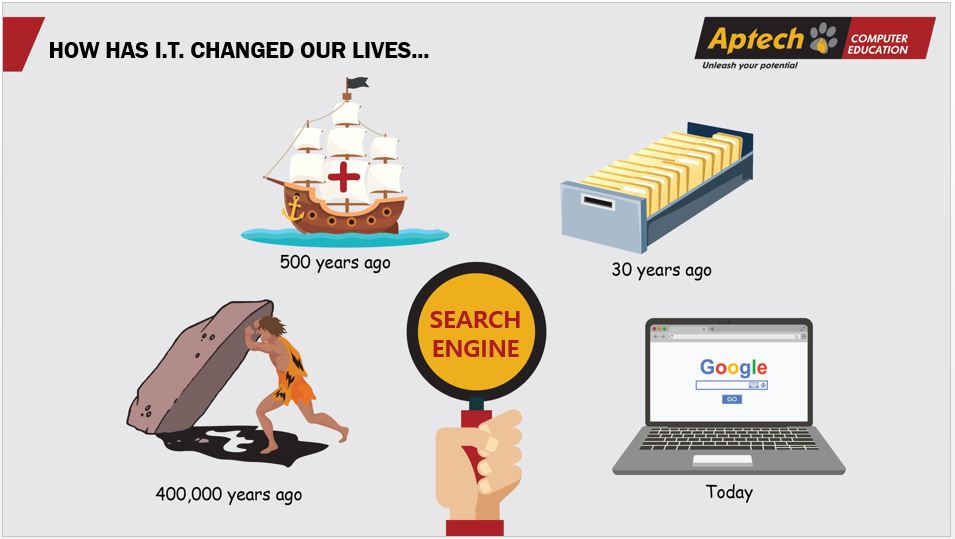 HOW HAS I.T. CHANGED OUR LIVES...
Aptech
COMPUTER
EDUCATION
Unleash your potential
500 years ago
30 years ago
SEARCH
ENGINE
Google
GO
400,000 years ago
Today